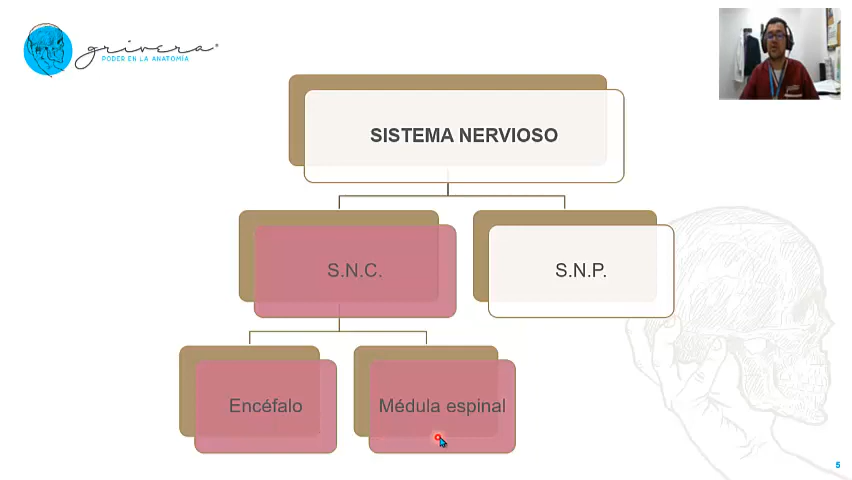 grivera
PODER EN LA ANATOMÍA
SISTEMA NERVIOSO
S.N.C.
S.N.P.
Encéfalo
Médula espinal
5